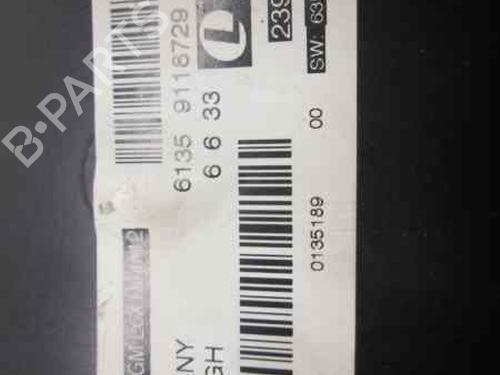 B-PARTS
6135 9118729
6 6 33
L
239
SW: 63
00
0135189
NY
GH